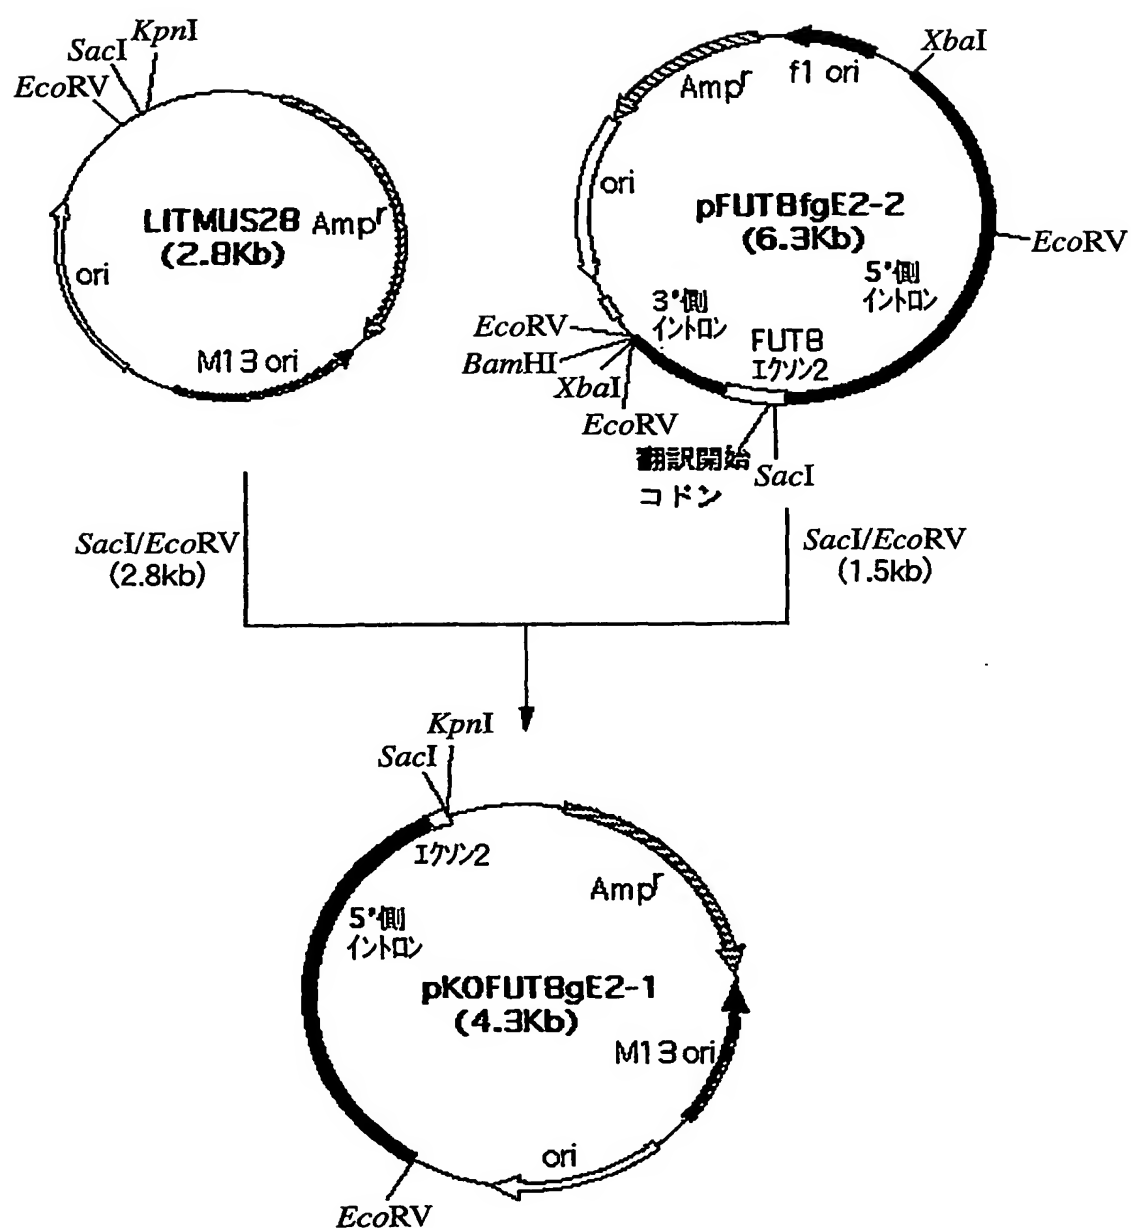 KpnI
SacI
EcoRV
LITMUS28
(2.8Kb)
Ampr
ori
M13 ori
XbaI
f1 ori
Ampr
ori
pFUT8fgE2-2
(6.3Kb)
EcoRV
5'側
イントロン
3'側
イントロン
FUT8
エクソン2
EcoRV
BamHI
XbaI
EcoRV
翻訳開始
コドン
SacI
SacI/EcoRV
(2.8kb)
SacI/EcoRV
(1.5kb)
KpnI
SacI
エクソン2
Ampr
5'側
イントロン
pKOFUT8gE2-1
(4.3Kb)
M13 ori
ori
EcoRV